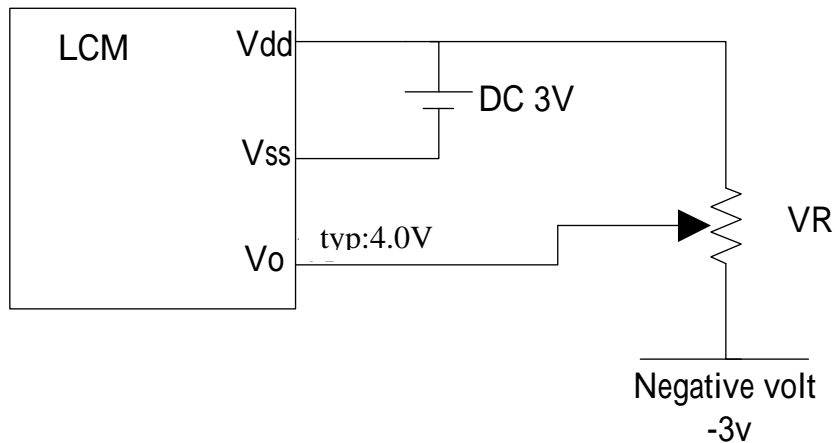 LCM
Vdd
DC 3V
Vss
VR
typ:4.0V
Vo
Negative volt
-3v